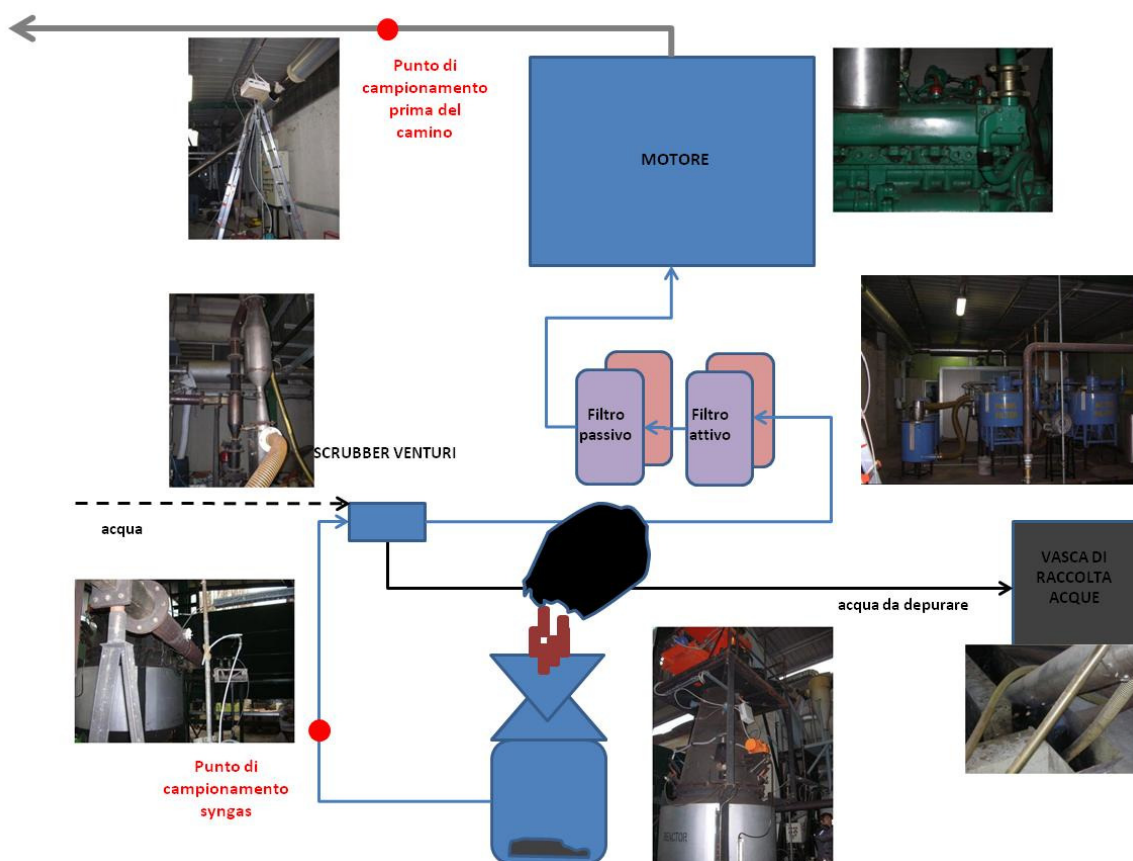 Punto di
campionamento
prima del
camino
MOTORE
Filtro
passivo
Filtro
attivo
SCRUBBER VENTURI
acqua
VASCA DI
RACCOLTA
ACQUE
acqua da depurare
Punto di
campionamento
syngas
REACTOR